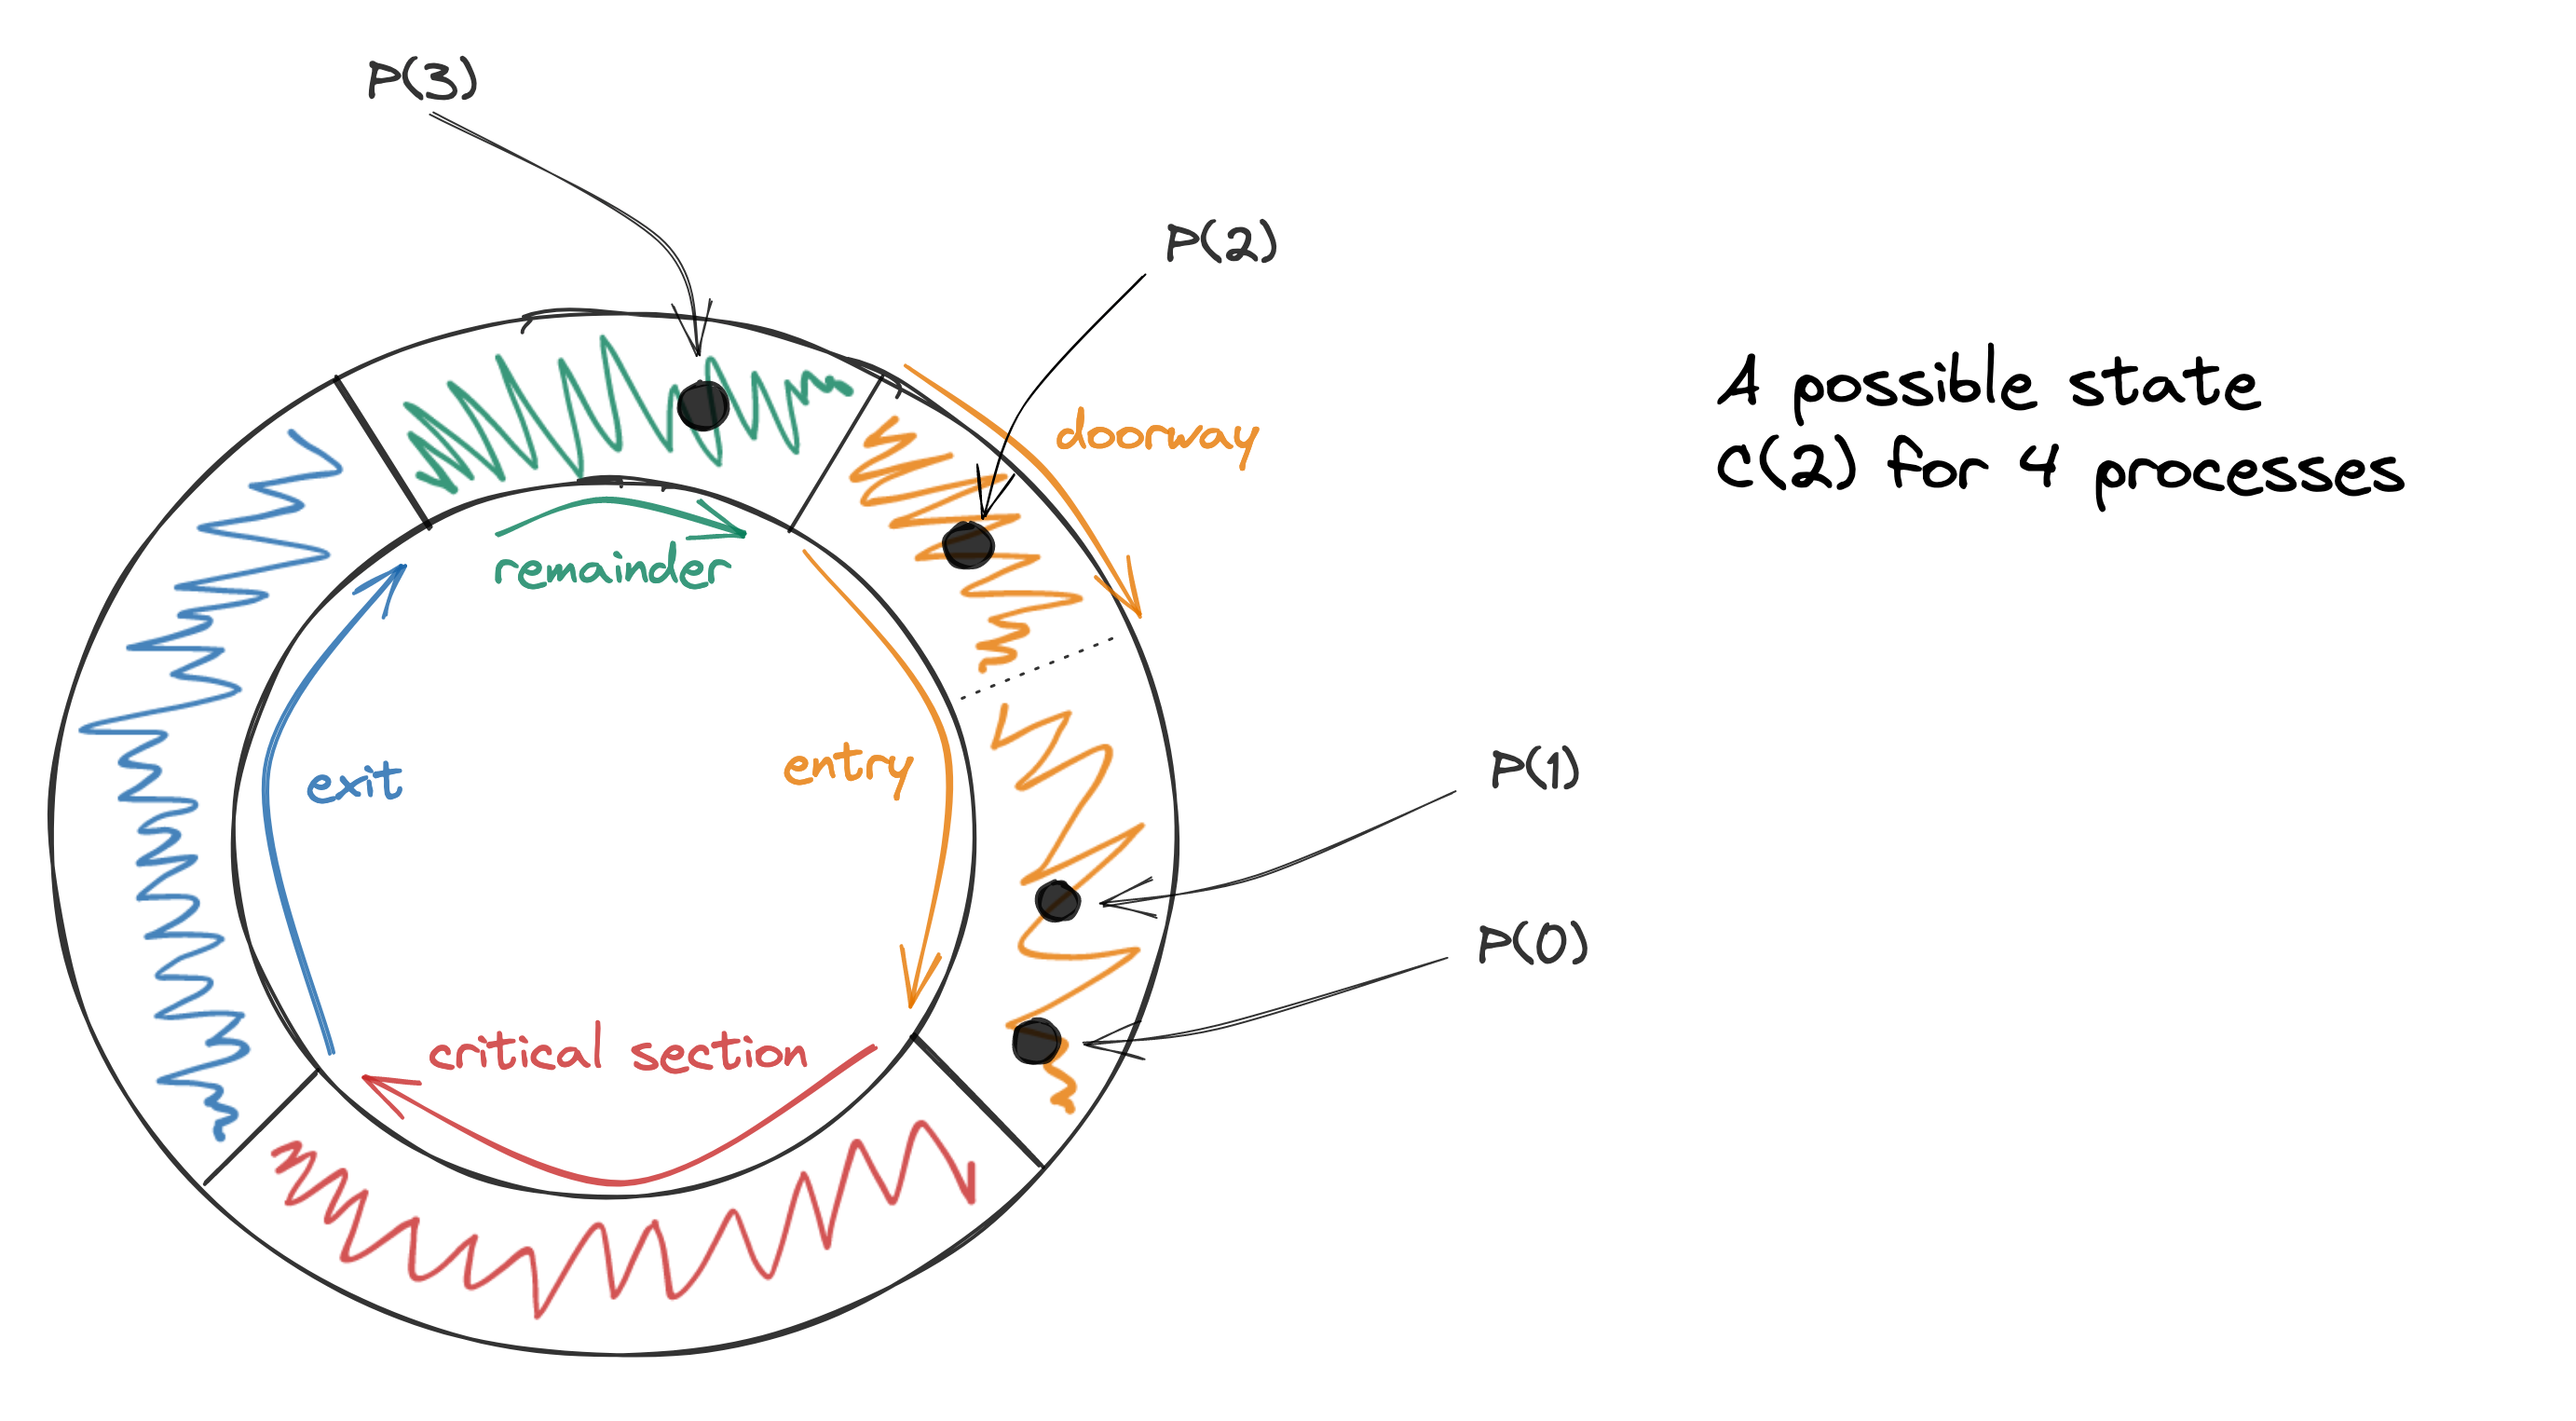 P(3)
P(2)
A possible state
C(2) for 4 processes
doorway
remainder
entry
exit
P(1)
P(0)
critical section